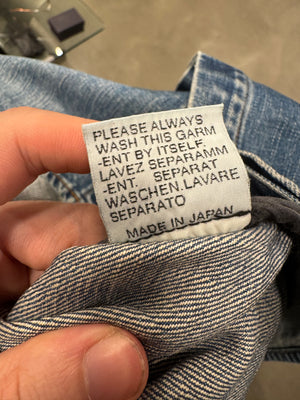 PLEASE ALWAYS
WASH THIS GARM
-ENT BY ITSELF.
LAVEZ SEPARAMM
-ENT. SEPARAT
WASCHEN.LAVARE
SEPARATO
MADE IN JAPAN